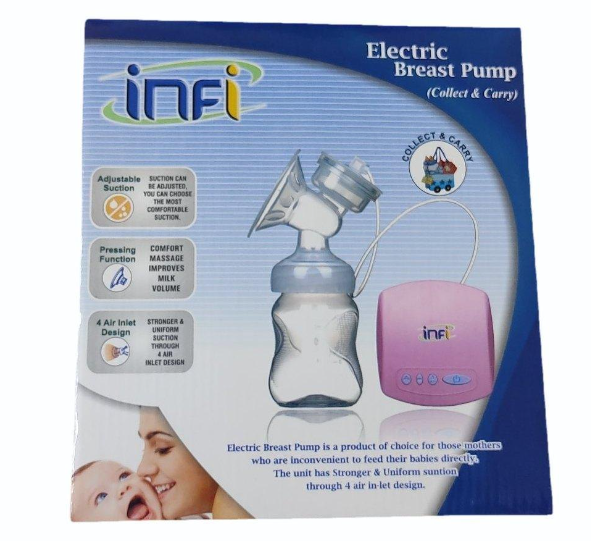 infi
Electric
Breast Pump
(Collect & Carry)
COLLECT & CARRY
Adjustable
Suction
SUCTION CAN
BE ADJUSTED,
YOU CAN CHOOSE
THE MOST
COMFORTABLE
SUCTION.
Pressing
Function
COMFORT
MASSAGE
IMPROVES
MILK
VOLUME
4 Air Inlet
Design
STRONGER &
UNIFORM
SUCTION
THROUGH
4 AIR
INLET DESIGN
infi
Electric Breast Pump is a product of choice for those mothers
who are inconvenient to feed their babies directly.
The unit has Stronger & Uniform suntion
through 4 air in-let design.